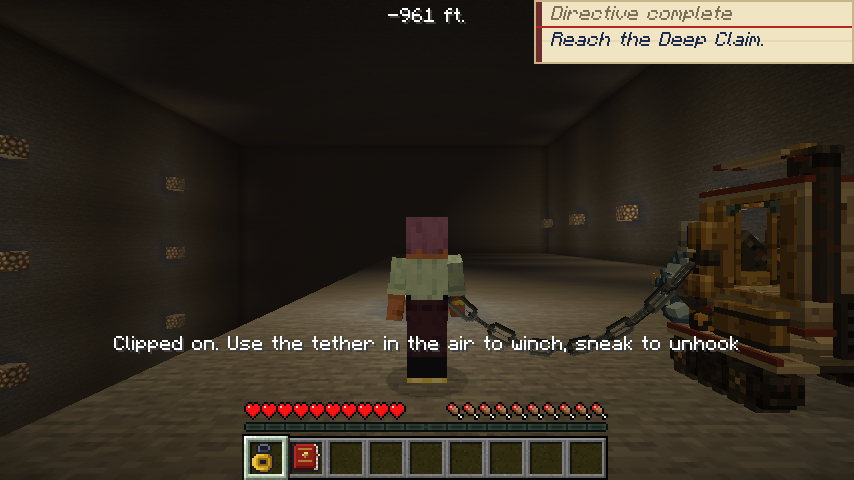 -961 ft.
Directive complete
Reach the Deep Claim.
Clipped on. Use the tether in the air to winch, sneak to unhook